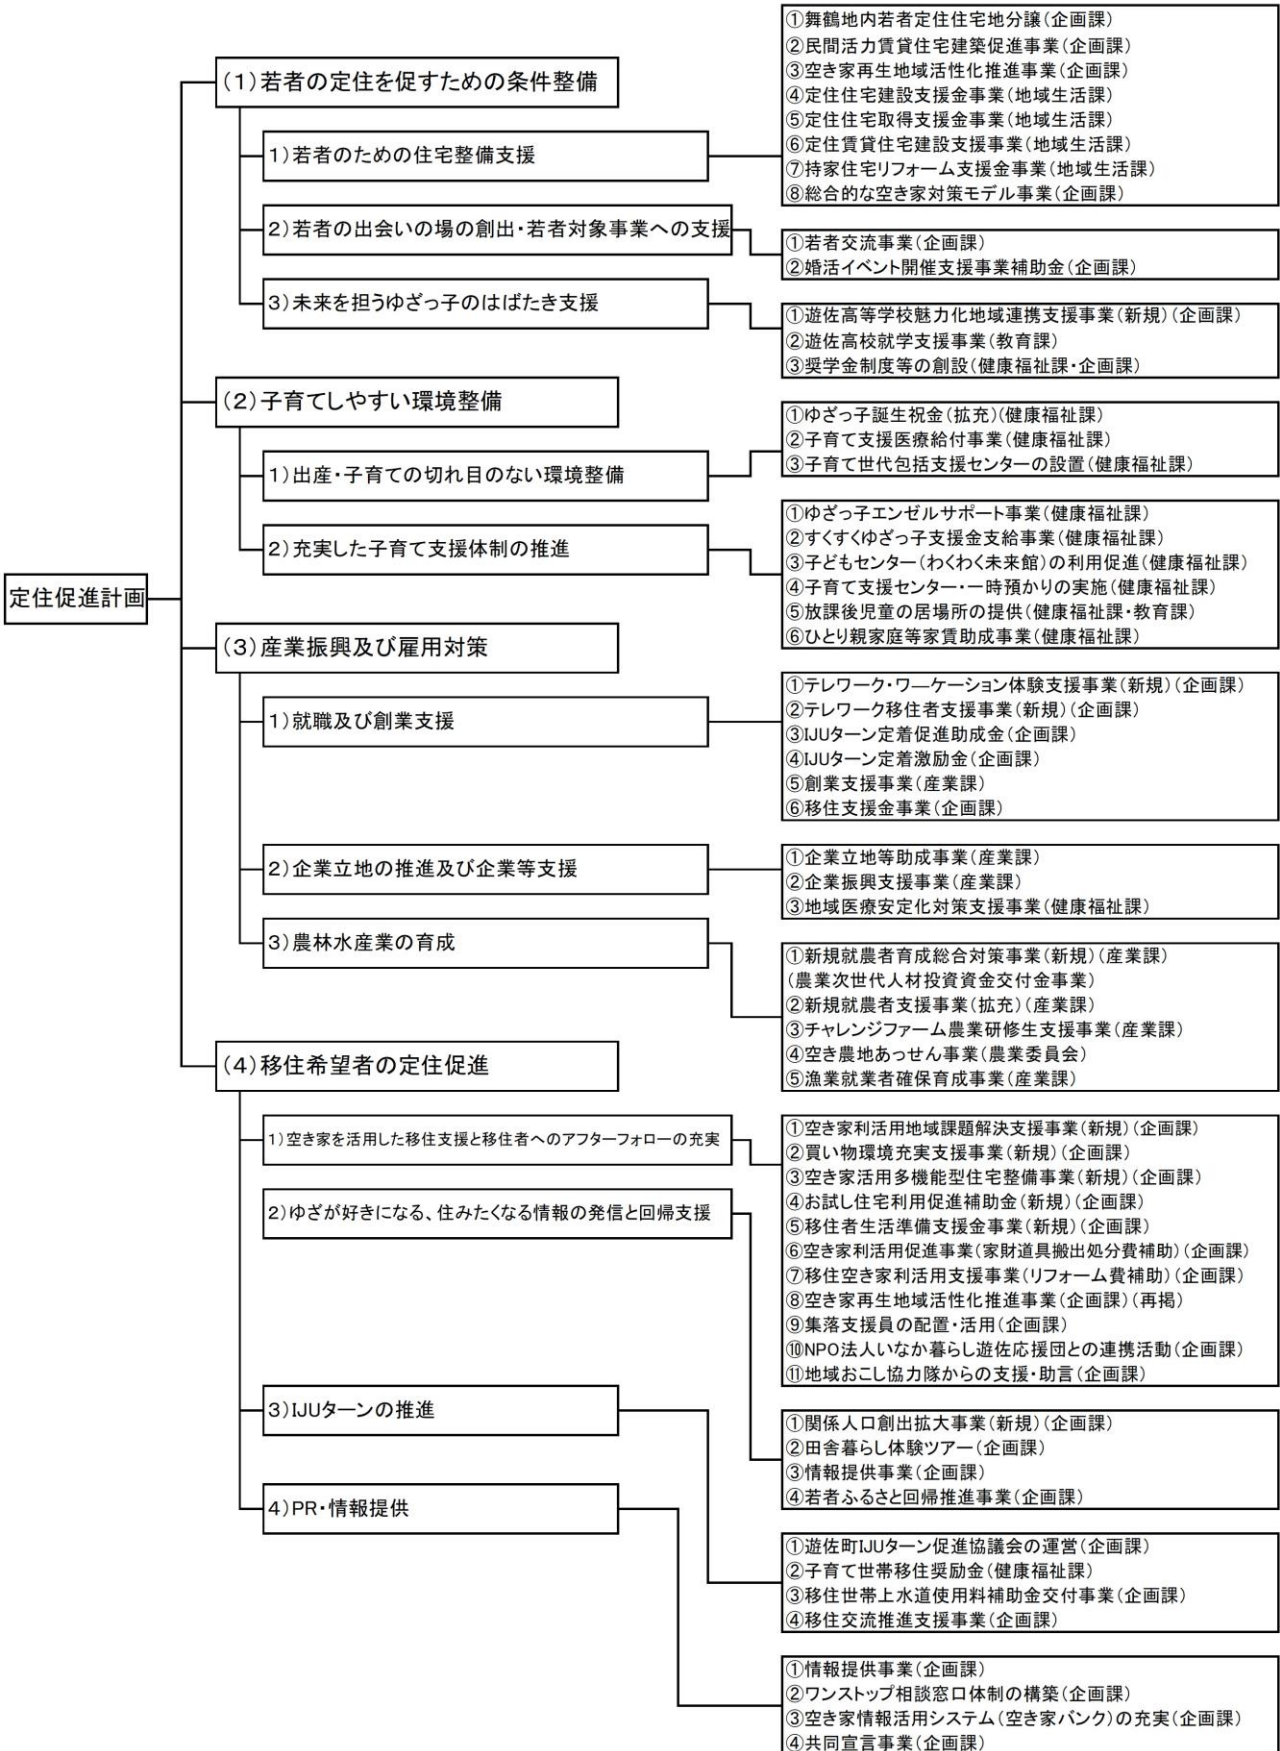 定住促進計画
(1)若者の定住を促すための条件整備
1)若者のための住宅整備支援
①舞鶴地内若者定住住宅地分譲(企画課)
②民間活力賃貸住宅建築促進事業(企画課)
③空き家再生地域活性化推進事業(企画課)
④定住住宅建設支援金事業(地域生活課)
⑤定住住宅取得支援金事業(地域生活課)
⑥定住賃貸住宅建設支援事業(地域生活課)
⑦持家住宅リフォーム支援金事業(地域生活課)
⑧総合的な空き家対策モデル事業(企画課)
2)若者の出会いの場の創出・若者対象事業への支援
①若者交流事業(企画課)
②婚活イベント開催支援事業補助金(企画課)
3)未来を担うゆざっ子のはばたき支援
①遊佐高等学校魅力化地域連携支援事業(新規)(企画課)
②遊佐高校就学支援事業(教育課)
③奨学金制度等の創設(健康福祉課・企画課)
(2)子育てしやすい環境整備
1)出産・子育ての切れ目のない環境整備
①ゆざっ子誕生祝金(拡充)(健康福祉課)
②子育て支援医療給付事業(健康福祉課)
③子育て世代包括支援センターの設置(健康福祉課)
2)充実した子育て支援体制の推進
①ゆざっ子エンゼルサポート事業(健康福祉課)
②すくすくゆざっ子支援金支給事業(健康福祉課)
③子どもセンター(わくわく未来館)の利用促進(健康福祉課)
④子育て支援センター・一時預かりの実施(健康福祉課)
⑤放課後児童の居場所の提供(健康福祉課・教育課)
⑥ひとり親家庭等家賃助成事業(健康福祉課)
(3)産業振興及び雇用対策
1)就職及び創業支援
①テレワーク・ワ―ケーション体験支援事業(新規)(企画課)
②テレワーク移住者支援事業(新規)(企画課)
③IJUターン定着促進助成金(企画課)
④IJUターン定着激励金(企画課)
⑤創業支援事業(産業課)
⑥移住支援金事業(企画課)
2)企業立地の推進及び企業等支援
①企業立地等助成事業(産業課)
②企業振興支援事業(産業課)
③地域医療安定化対策支援事業(健康福祉課)
3)農林水産業の育成
①新規就農者育成総合対策事業(新規)(産業課)
(農業次世代人材投資資金交付金事業)
②新規就農者支援事業(拡充)(産業課)
③チャレンジファーム農業研修生支援事業(産業課)
④空き農地あっせん事業(農業委員会)
⑤漁業就業者確保育成事業(産業課)
(4)移住希望者の定住促進
1)空き家を活用した移住支援と移住者へのアフターフォローの充実
①空き家利活用地域課題解決支援事業(新規)(企画課)
②買い物環境充実支援事業(新規)(企画課)
③空き家活用多機能型住宅整備事業(新規)(企画課)
④お試し住宅利用促進補助金(新規)(企画課)
⑤移住者生活準備支援金事業(新規)(企画課)
⑥空き家利活用促進事業(家財道具搬出処分費補助)(企画課)
⑦移住空き家利活用支援事業(リフォーム費補助)(企画課)
⑧空き家再生地域活性化推進事業(企画課)(再掲)
⑨集落支援員の配置・活用(企画課)
⑩NPO法人いなか暮らし遊佐応援団との連携活動(企画課)
⑪地域おこし協力隊からの支援・助言(企画課)
2)ゆざが好きになる、住みたくなる情報の発信と回帰支援
①関係人口創出拡大事業(新規)(企画課)
②田舎暮らし体験ツアー(企画課)
③情報提供事業(企画課)
④若者ふるさと回帰推進事業(企画課)
3)IJUターンの推進
①遊佐町IJUターン促進協議会の運営(企画課)
②子育て世帯移住奨励金(健康福祉課)
③移住世帯上水道使用料補助金交付事業(企画課)
④移住交流推進支援事業(企画課)
4)PR・情報提供
①情報提供事業(企画課)
②ワンストップ相談窓口体制の構築(企画課)
③空き家情報活用システム(空き家バンク)の充実(企画課)
④共同宣言事業(企画課)